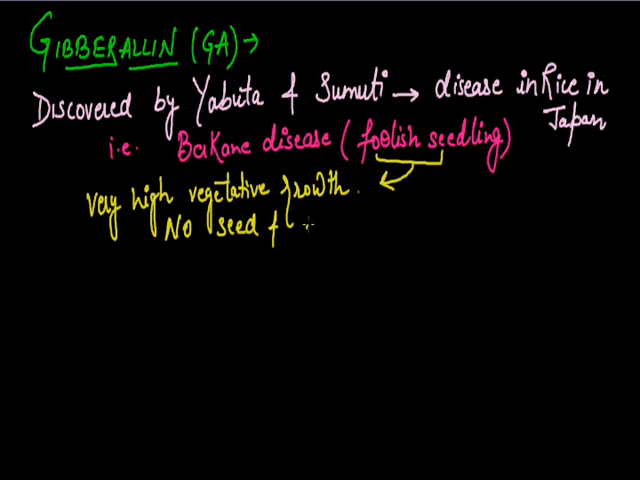 GIBBERALLIN (GA) →
Discovered by Yabuta & Sumuti → disease in Rice in Japan
i.e. Bakane disease (foolish seedling)
very high vegetative growth.
No seed f